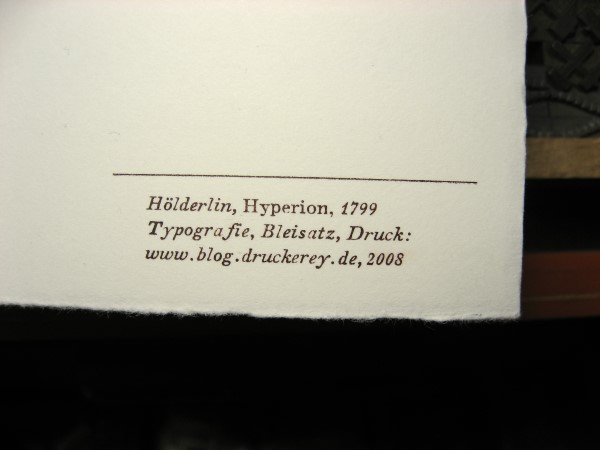 Hölderlin, Hyperion, 1799
Typografie, Bleisatz, Druck:
www.blog.druckerey.de, 2008